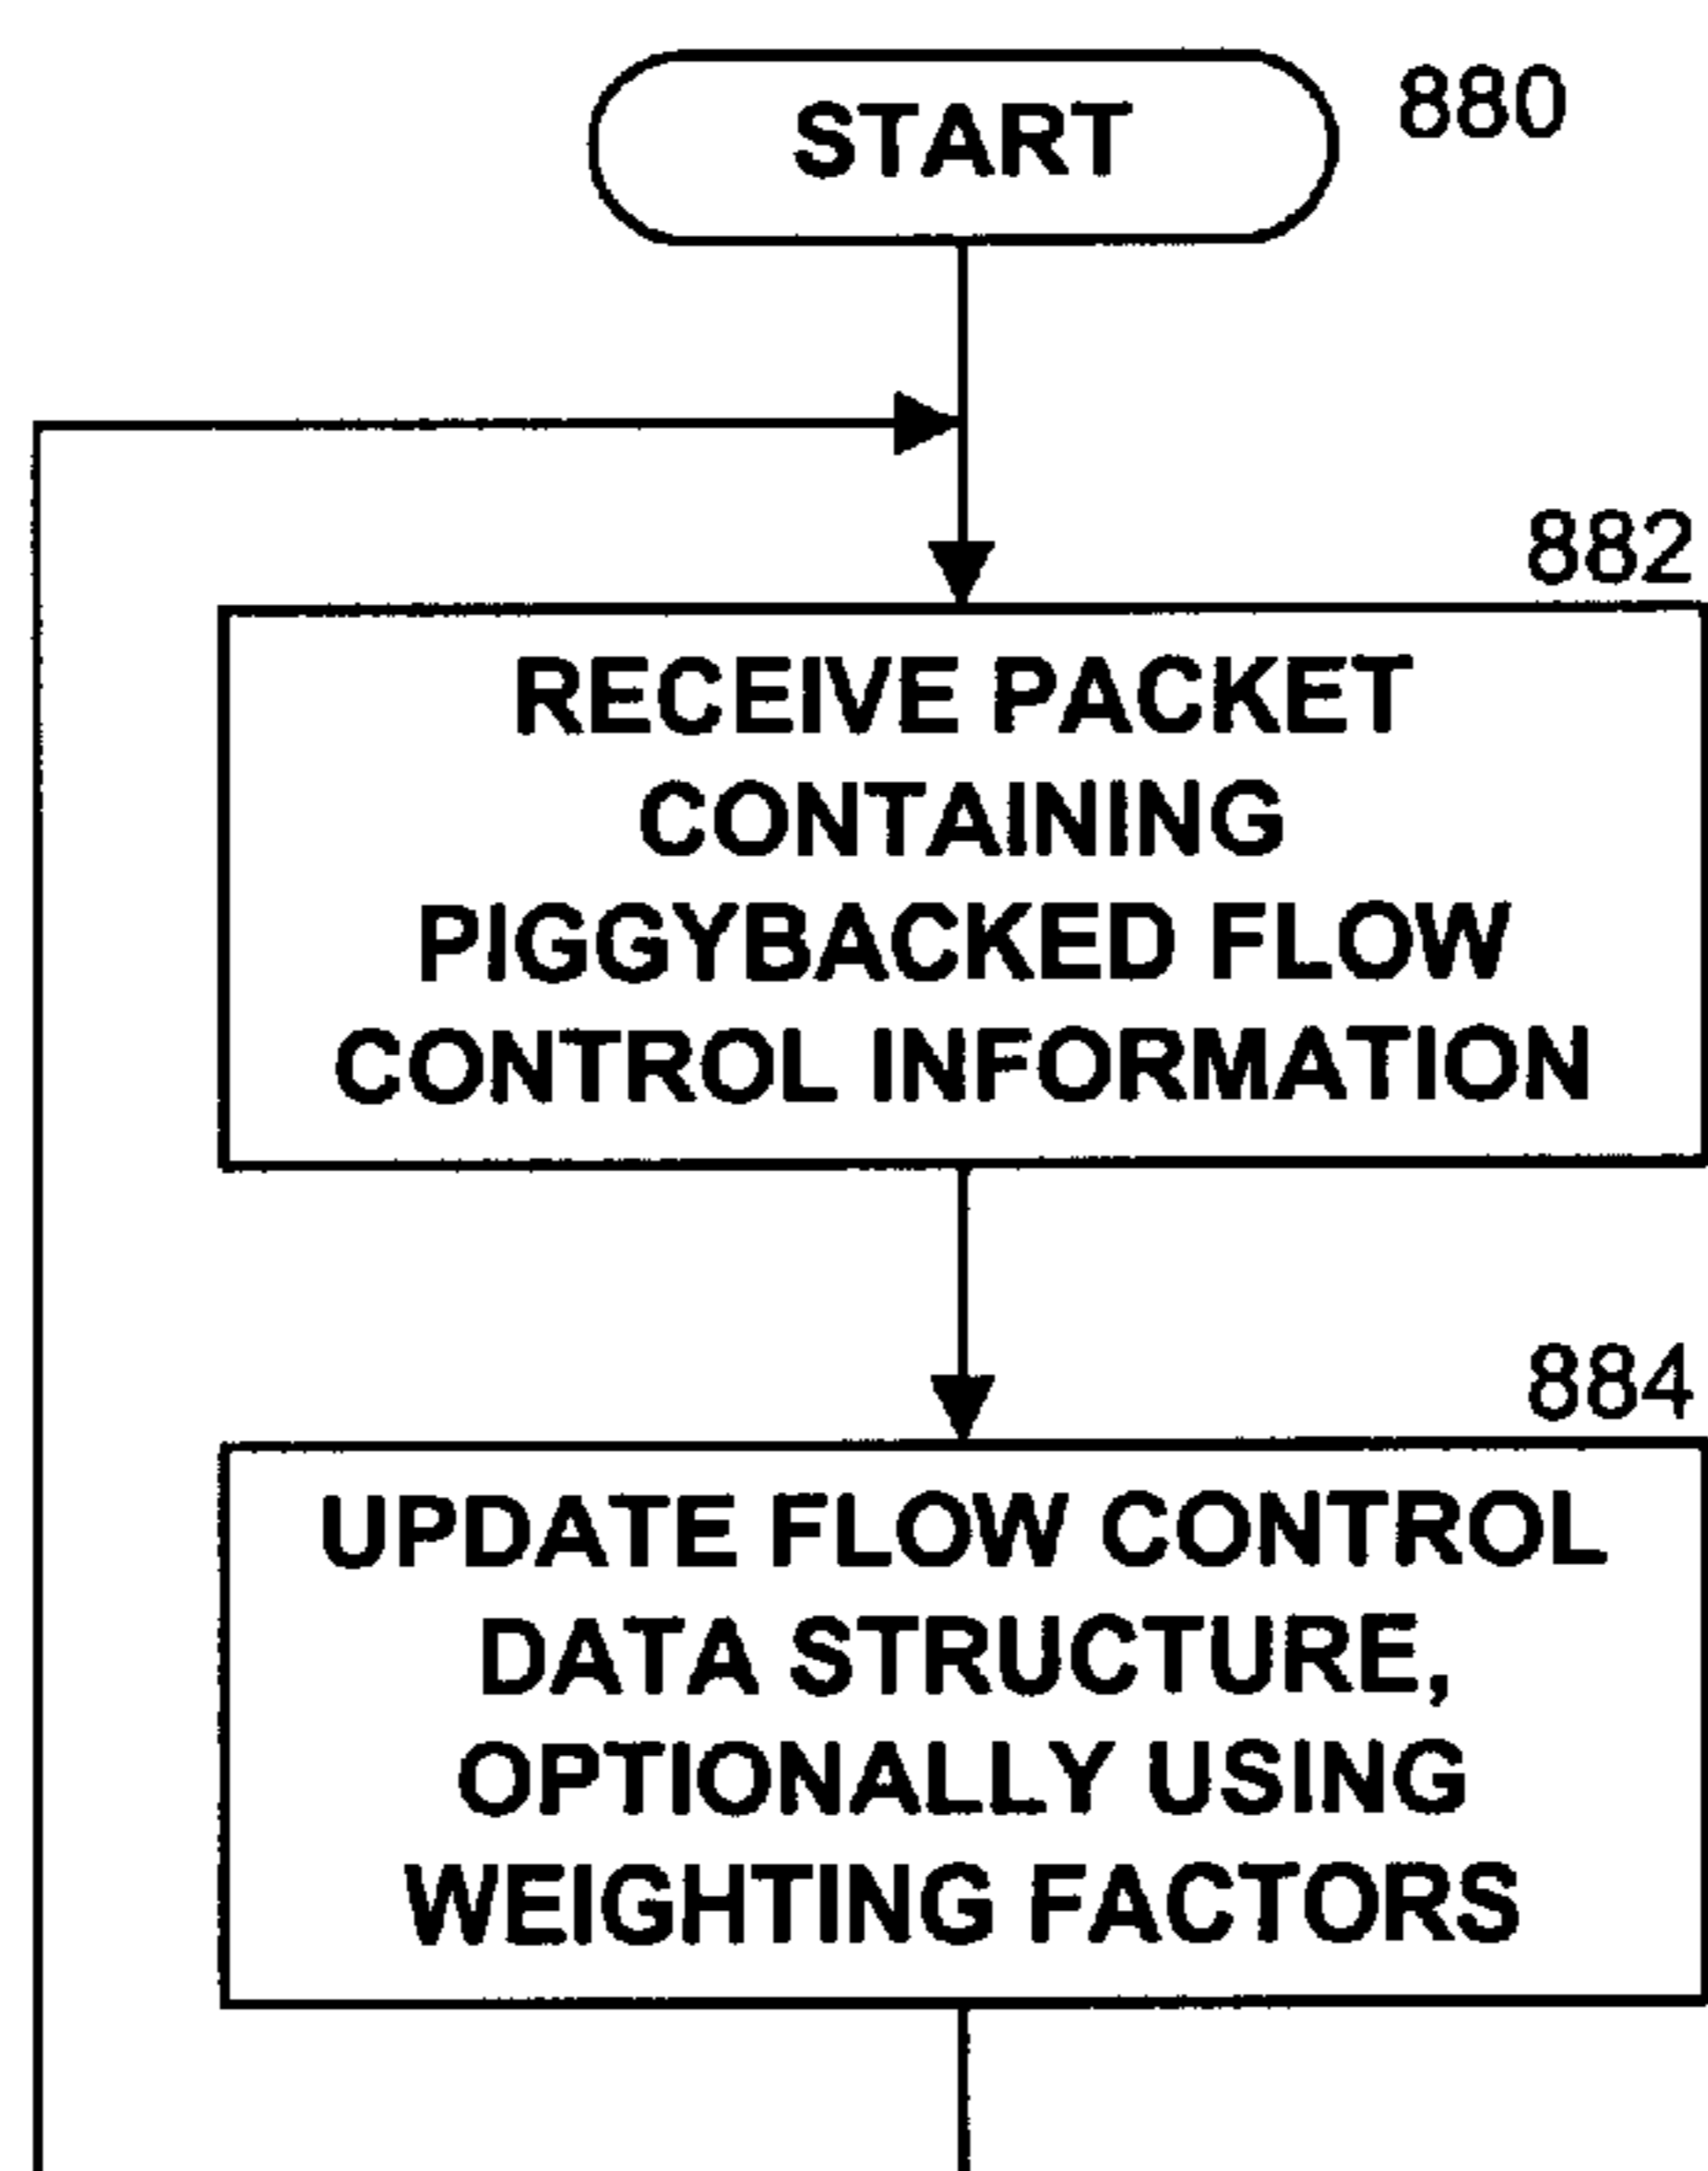 START
880
882
RECEIVE PACKET
CONTAINING
PIGGYBACKED FLOW
CONTROL INFORMATION
884
UPDATE FLOW CONTROL
DATA STRUCTURE,
OPTIONALLY USING
WEIGHTING FACTORS